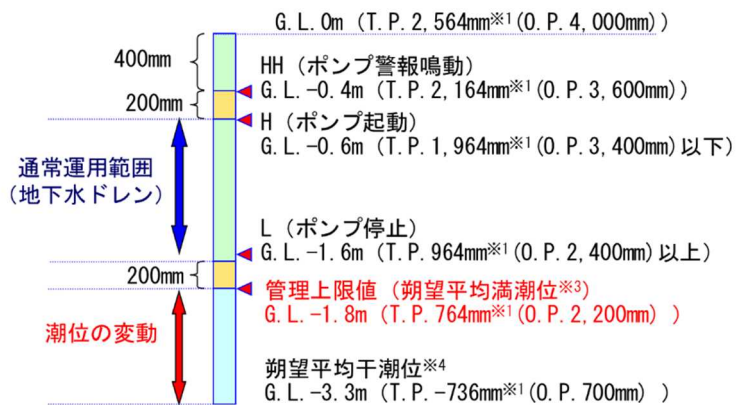 G.L.0m (T.P.2,564mm※1(O.P.4,000mm))
400mm
HH(ポンプ警報鳴動)
G.L.-0.4m (T.P.2,164mm※1(O.P.3,600mm))
200mm
H(ポンプ起動)
G.L.-0.6m (T.P.1,964mm※1(O.P.3,400mm)以下)
通常運用範囲
(地下水ドレン)
L(ポンプ停止)
G.L.-1.6m (T.P.964mm※1(O.P.2,400mm)以上)
200mm
管理上限値(朔望平均満潮位※3)
G.L.-1.8m (T.P.764mm※1(O.P.2,200mm) )
潮位の変動
朔望平均干潮位※4
G.L.-3.3m (T.P.-736mm※1(O.P.700mm) )